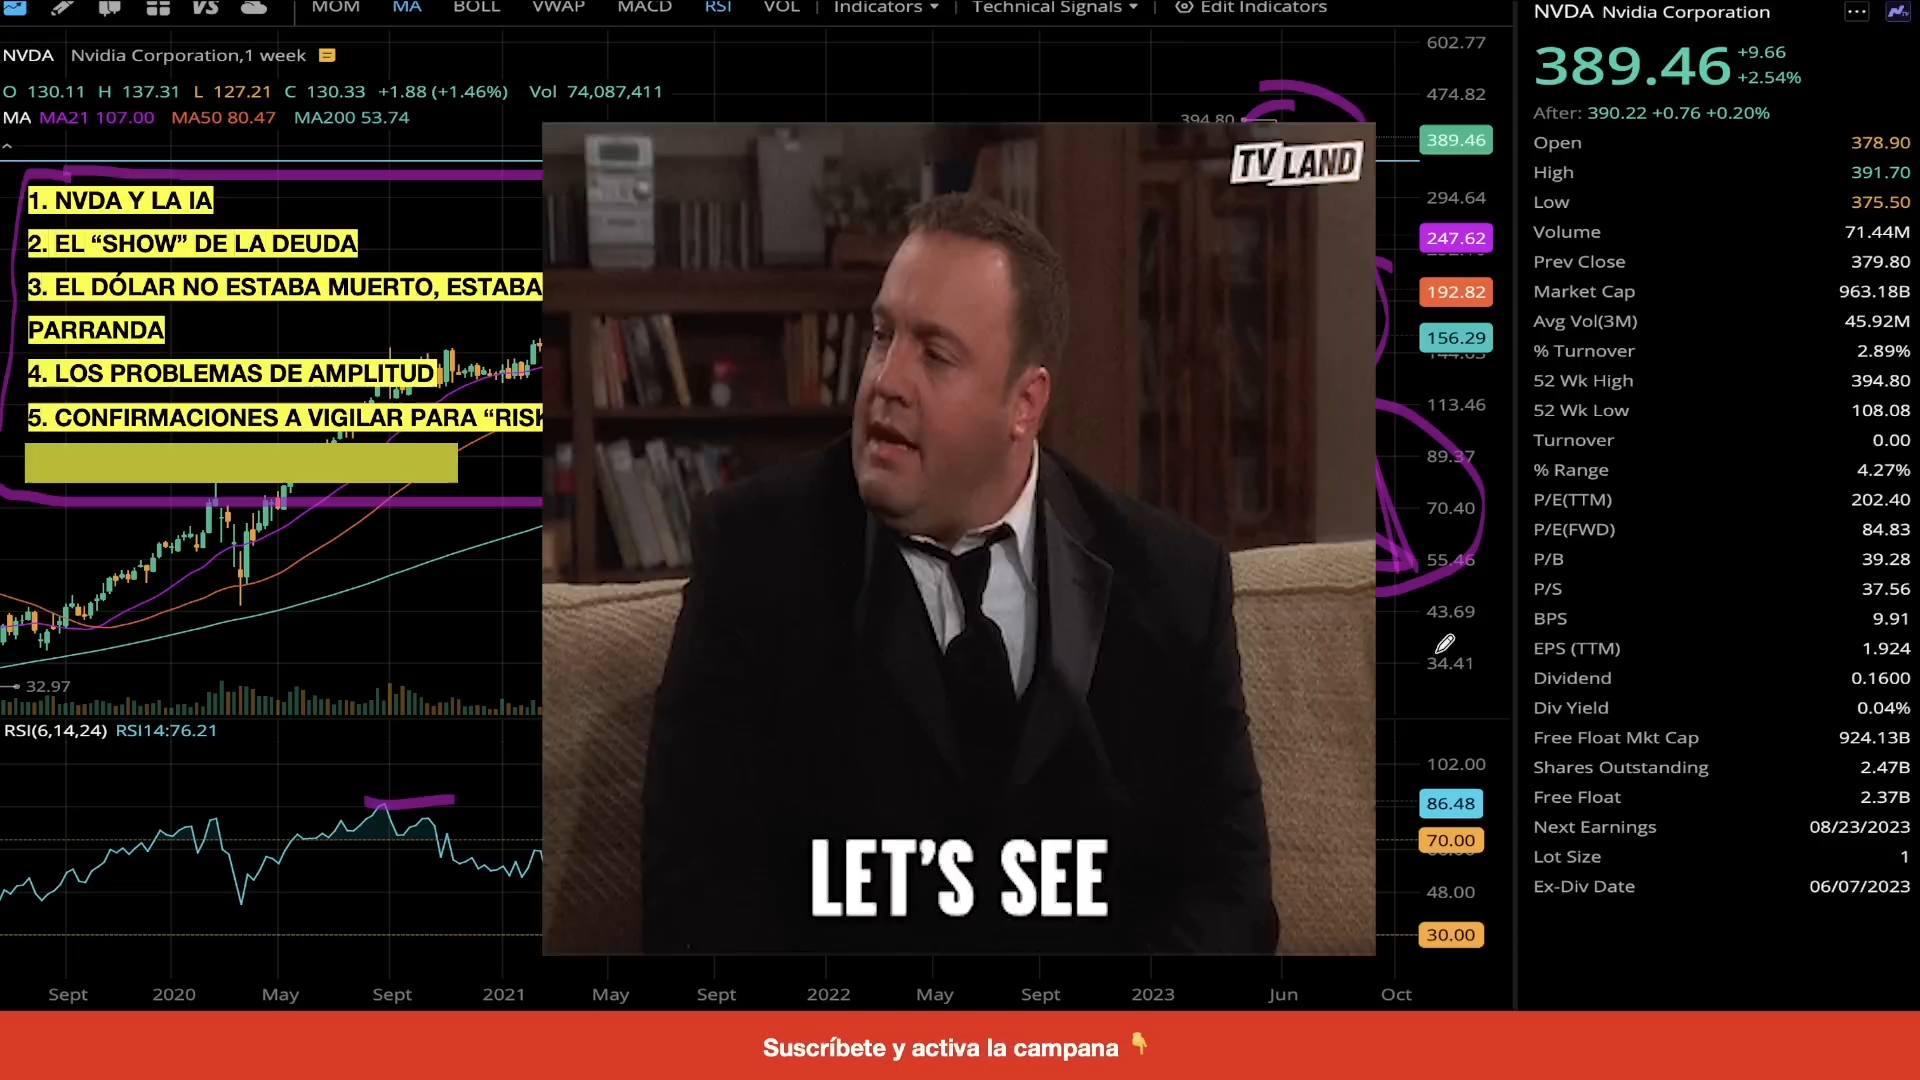 VS
MOM MA BOLL VWAP MACD RSI VOL Indicators Technical Signals Edit Indicators
NVDA Nvidia Corporation,1 week
O 130.11 H 137.31 L 127.21 C 130.33 +1.88 (+1.46%) Vol 74,087,411
MA MA21 107.00 MA50 80.47 MA200 53.74
1. NVDA Y LA IA
2. EL “SHOW” DE LA DEUDA
3. EL DÓLAR NO ESTABA MUERTO, ESTABA
PARRANDA
4. LOS PROBLEMAS DE AMPLITUD
5. CONFIRMACIONES A VIGILAR PARA “RISK
32.97
RSI(6,14,24) RSI14:76.21
TV LAND
LET'S SEE
394.80
602.77
474.82
389.46
294.64
247.62
192.82
156.29
113.46
89.37
70.40
55.46
43.69
34.41
102.00
86.48
70.00
48.00
30.00
Sept 2020 May Sept 2021 May Sept 2022 May Sept 2023 Jun Oct
NVDA Nvidia Corporation
389.46 +9.66
+2.54%
After: 390.22 +0.76 +0.20%
Open 378.90
High 391.70
Low 375.50
Volume 71.44M
Prev Close 379.80
Market Cap 963.18B
Avg Vol(3M) 45.92M
% Turnover 2.89%
52 Wk High 394.80
52 Wk Low 108.08
Turnover 0.00
% Range 4.27%
P/E(TTM) 202.40
P/E(FWD) 84.83
P/B 39.28
P/S 37.56
BPS 9.91
EPS (TTM) 1.924
Dividend 0.1600
Div Yield 0.04%
Free Float Mkt Cap 924.13B
Shares Outstanding 2.47B
Free Float 2.37B
Next Earnings 08/23/2023
Lot Size 1
Ex-Div Date 06/07/2023
Suscríbete y activa la campana 👇